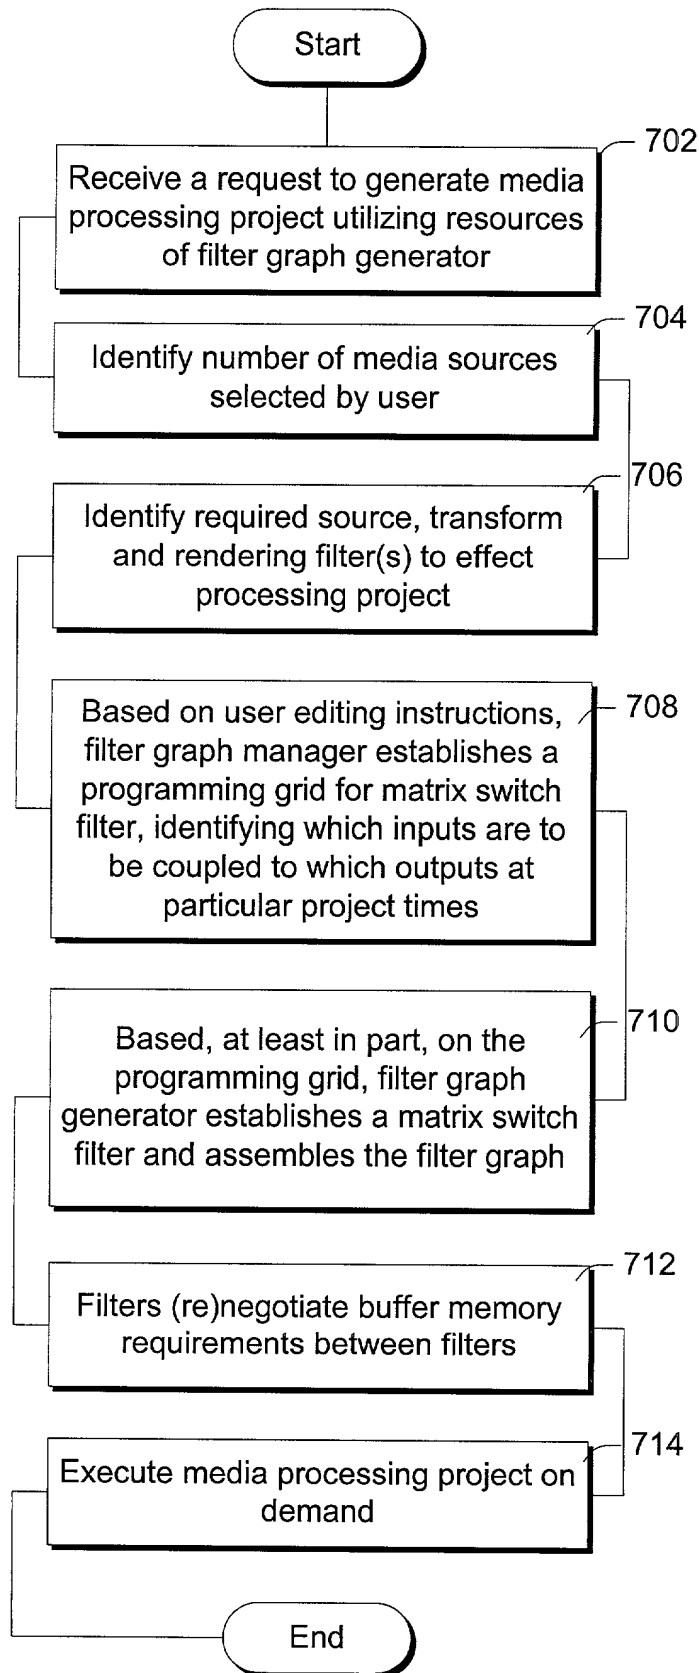 Start
702
Receive a request to generate media
processing project utilizing resources
of filter graph generator
704
Identify number of media sources
selected by user
706
Identify required source, transform
and rendering filter(s) to effect
processing project
708
Based on user editing instructions,
filter graph manager establishes a
programming grid for matrix switch
filter, identifying which inputs are to
be coupled to which outputs at
particular project times
710
Based, at least in part, on the
programming grid, filter graph
generator establishes a matrix switch
filter and assembles the filter graph
712
Filters (re)negotiate buffer memory
requirements between filters
714
Execute media processing project on
demand
End